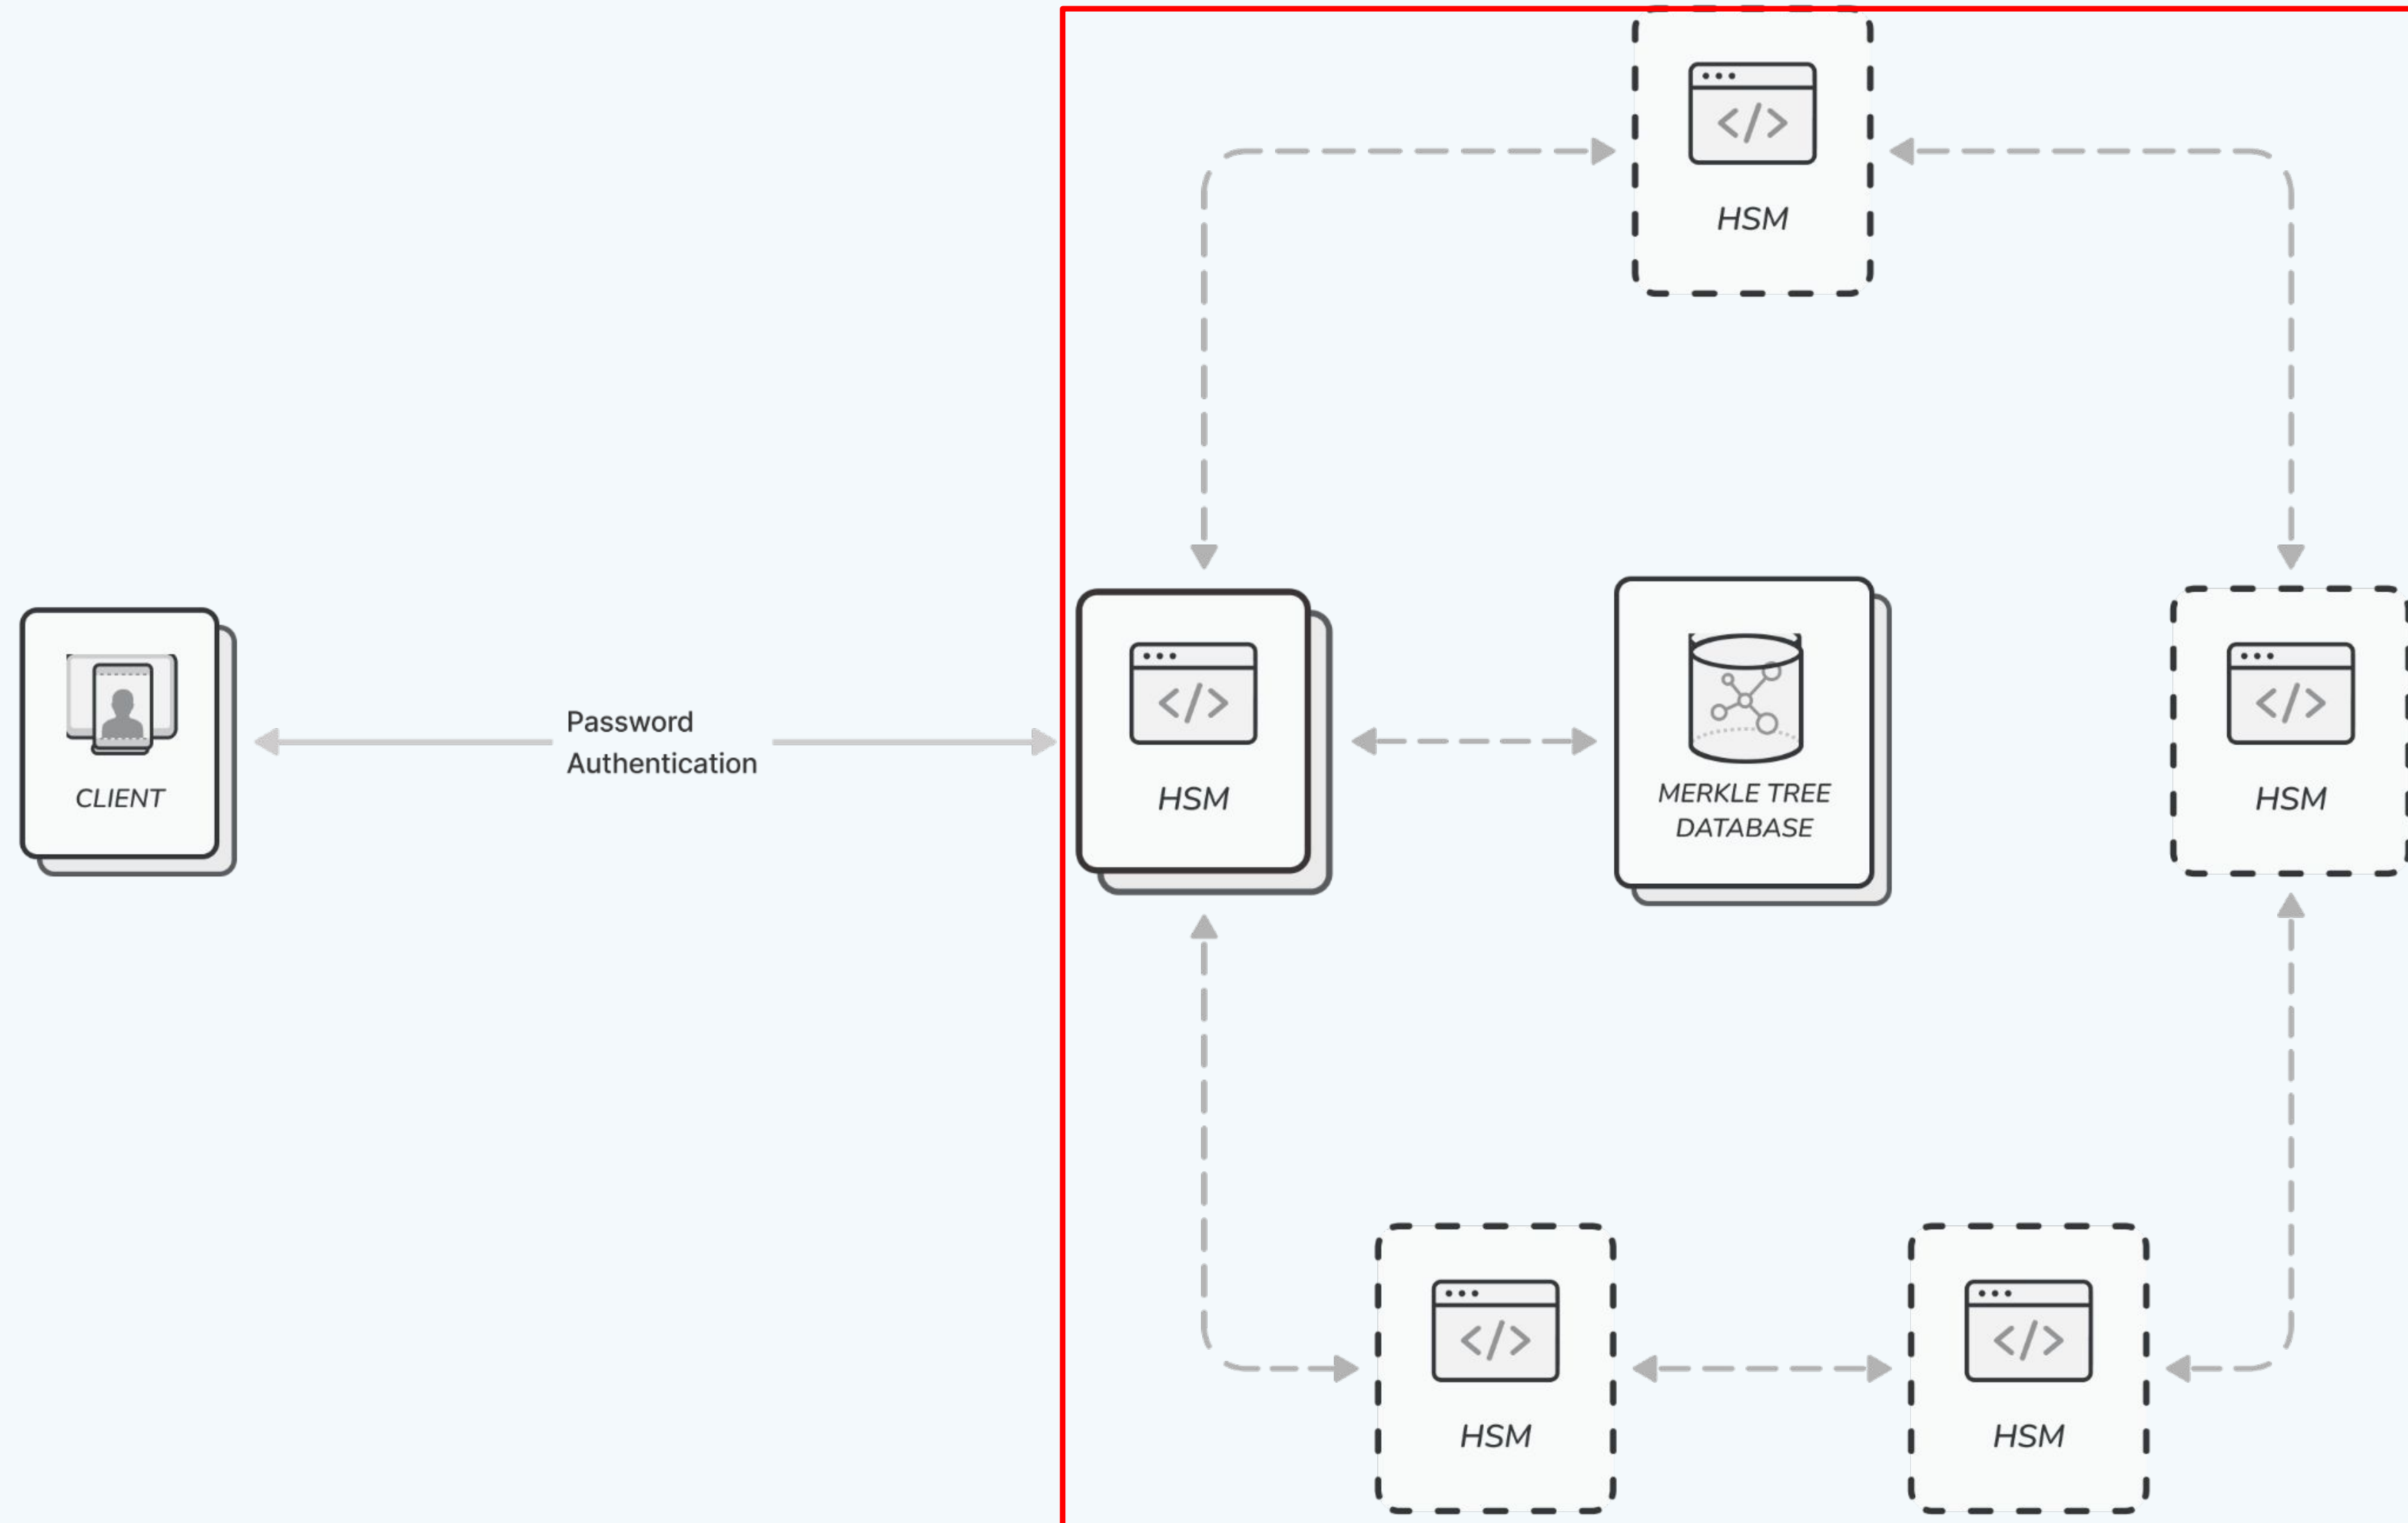 HSM
Password
Authentication
CLIENT
HSM
MERKLE TREE
DATABASE
HSM
HSM
HSM